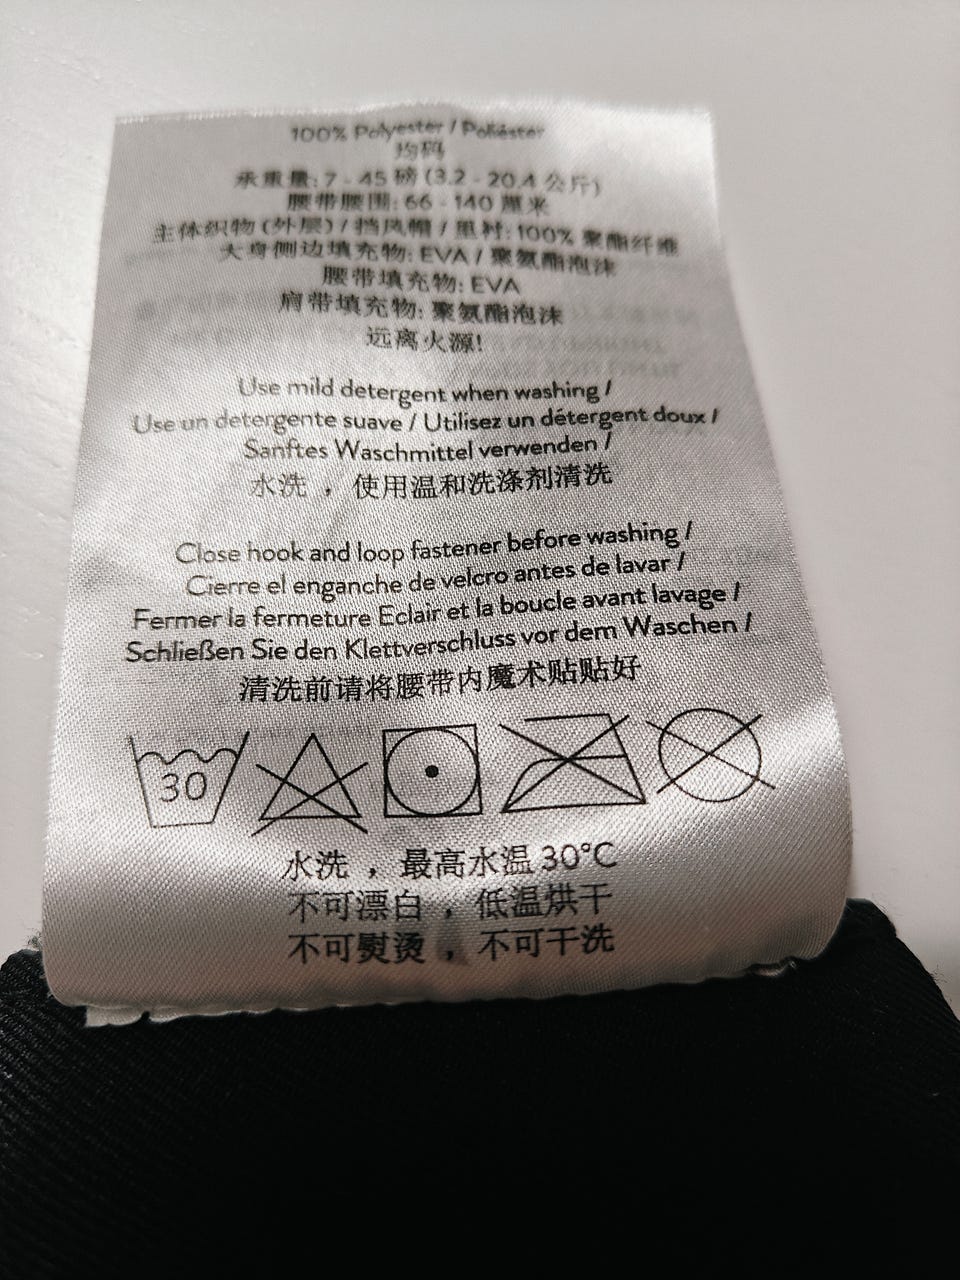 100% Polyester / Poliéster
均码
承重量: 7 - 45 磅 (3.2 - 20.4 公斤)
腰带腰围: 66 - 140 厘米
主体织物 (外层) / 挡风帽 / 里衬: 100% 聚酯纤维
大身侧边填充物: EVA / 聚氨酯泡沫
腰带填充物: EVA
肩带填充物: 聚氨酯泡沫
远离火源!
Use mild detergent when washing /
Use un detergente suave / Utilisez un détergent doux /
Sanftes Waschmittel verwenden /
水洗 ， 使用温和洗涤剂清洗
Close hook and loop fastener before washing /
Cierre el enganche de velcro antes de lavar /
Fermer la fermeture Eclair et la boucle avant lavage /
Schließen Sie den Klettverschluss vor dem Waschen /
清洗前请将腰带内魔术贴贴好
30
水洗 ， 最高水温 30°C
不可漂白 ， 低温烘干
不可熨烫 ， 不可干洗